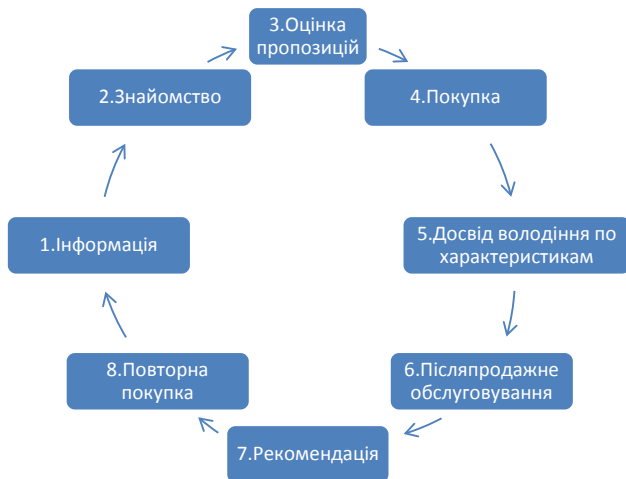 1.Інформація
2.Знайомство
3.Оцінка
пропозицій
4.Покупка
5.Досвід володіння по
характеристикам
6.Післяпродажне
обслуговування
7.Рекомендація
8.Повторна
покупка